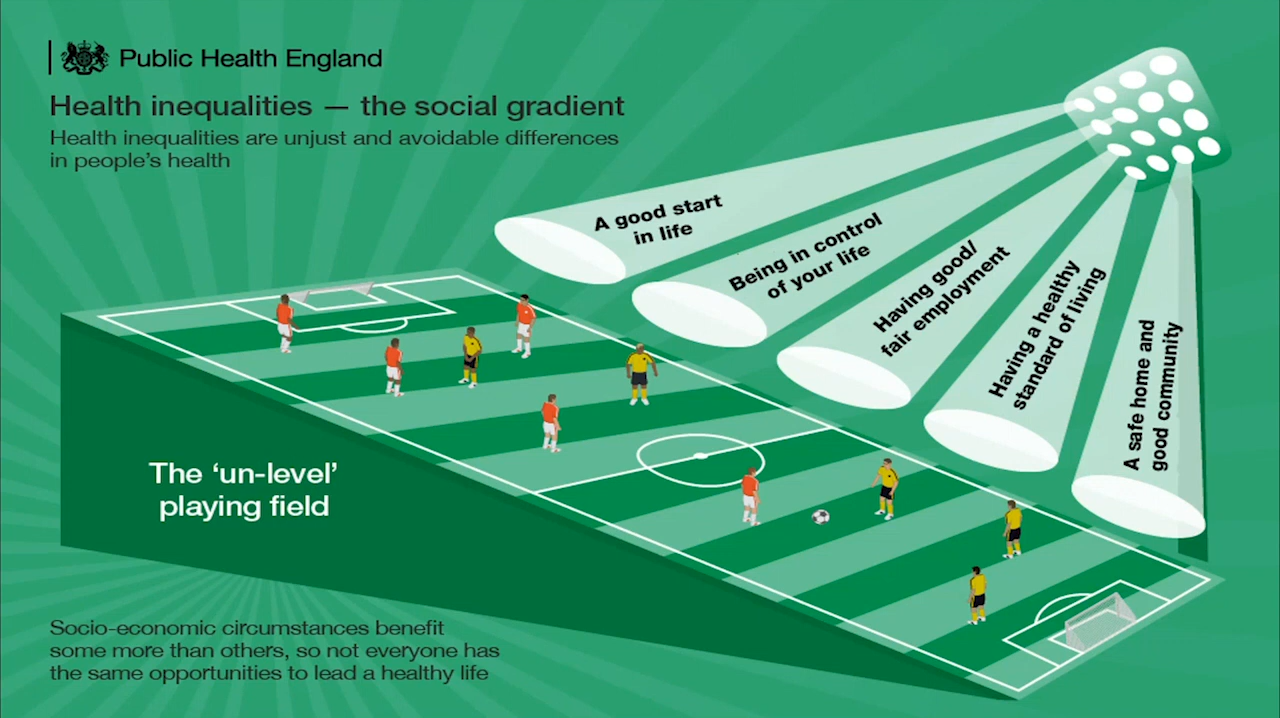 Public Health England
Health inequalities — the social gradient
Health inequalities are unjust and avoidable differences
in people's health
A good start
in life
Being in control
of your life
Having good/
fair employment
Having a healthy
standard of living
A safe home and
good community
The ‘un-level’
playing field
Socio-economic circumstances benefit
some more than others, so not everyone has
the same opportunities to lead a healthy life